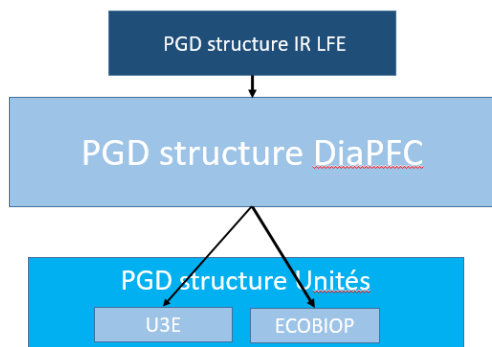 PGD structure IR LFE
PGD structure DiaPFC
PGD structure Unités
U3E
ECOBIOP